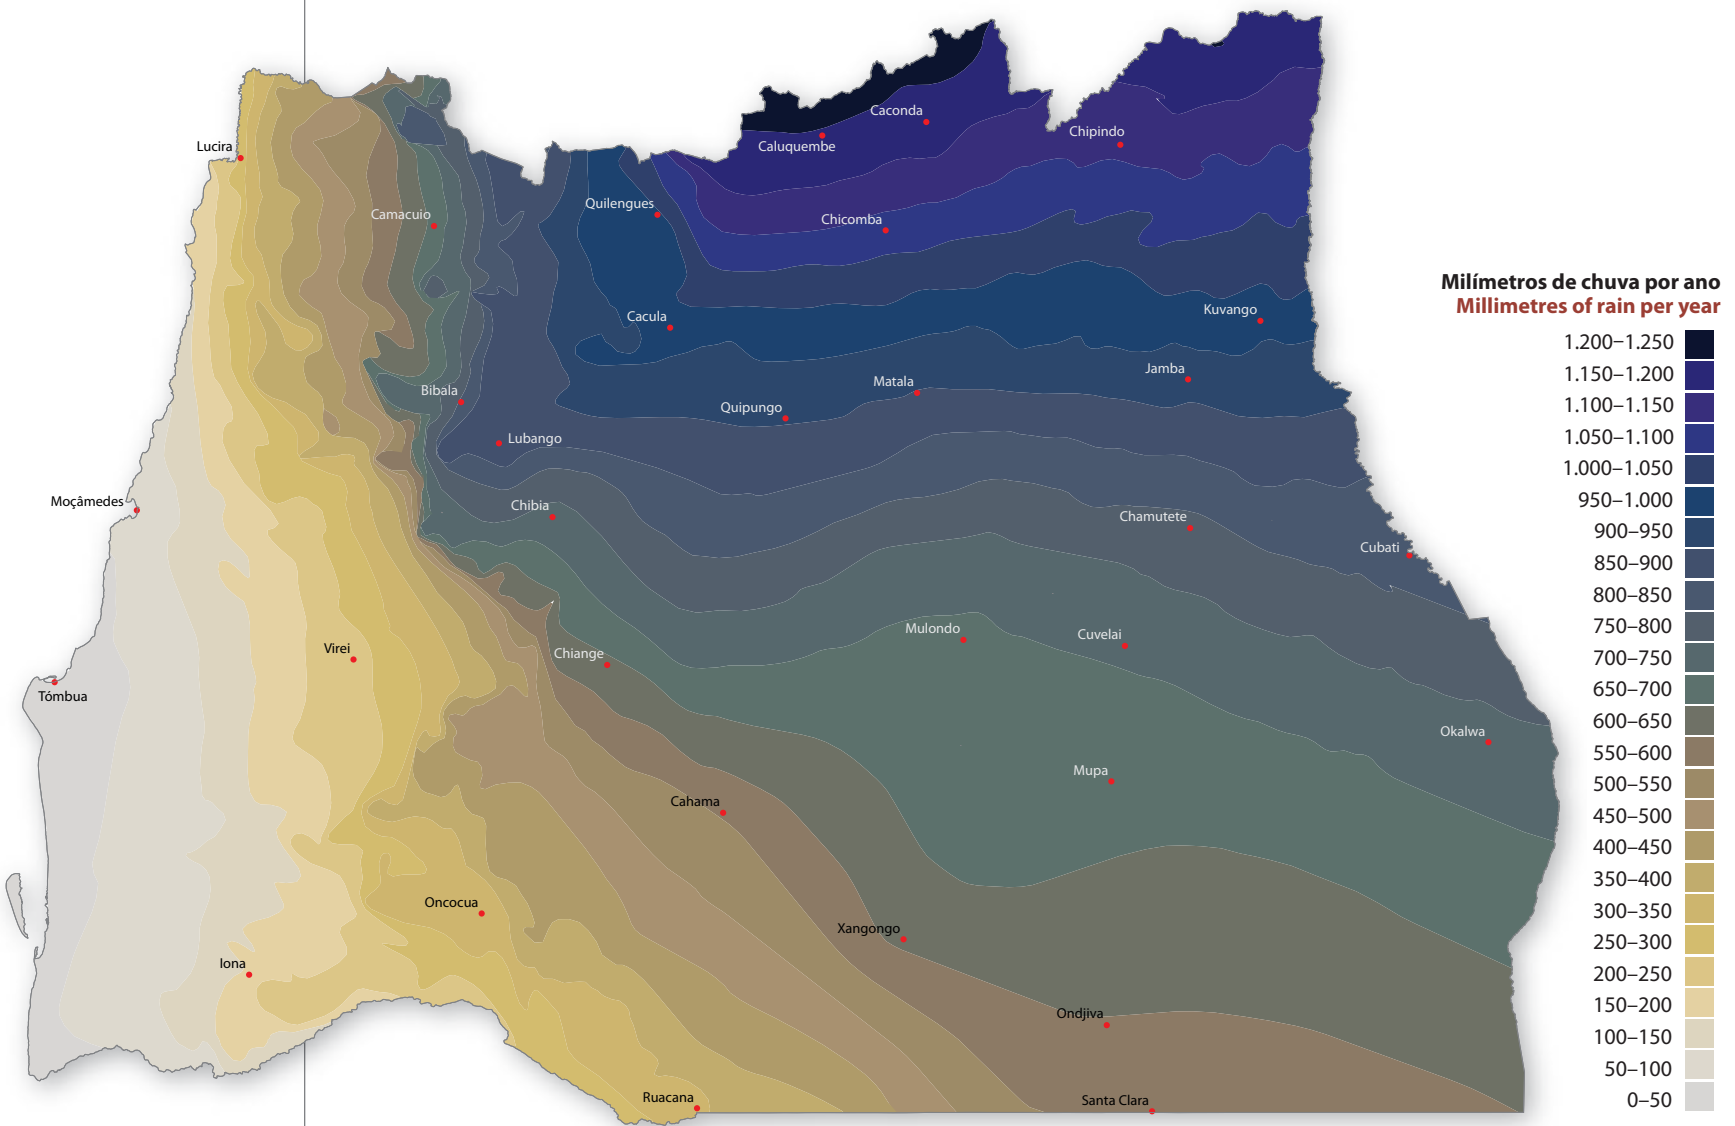 Caconda
Caluquembe
Chipindo
Lucira
Quilengues
Camacuio
Chicomba
Cacula
Kuvango
Bibala
Matala
Jamba
Quipungo
Lubango
Moçâmedes
Chibia
Chamutete
Cubati
Virei
Chiange
Mulondo
Cuvelai
Tómbua
Okalwa
Mupa
Cahama
Oncocua
Xangongo
Iona
Ondjiva
Ruacana
Santa Clara
Milímetros de chuva por ano
Millimetres of rain per year
1.200–1.250
1.150–1.200
1.100–1.150
1.050–1.100
1.000–1.050
950–1.000
900–950
850–900
800–850
750–800
700–750
650–700
600–650
550–600
500–550
450–500
400–450
350–400
300–350
250–300
200–250
150–200
100–150
50–100
0–50